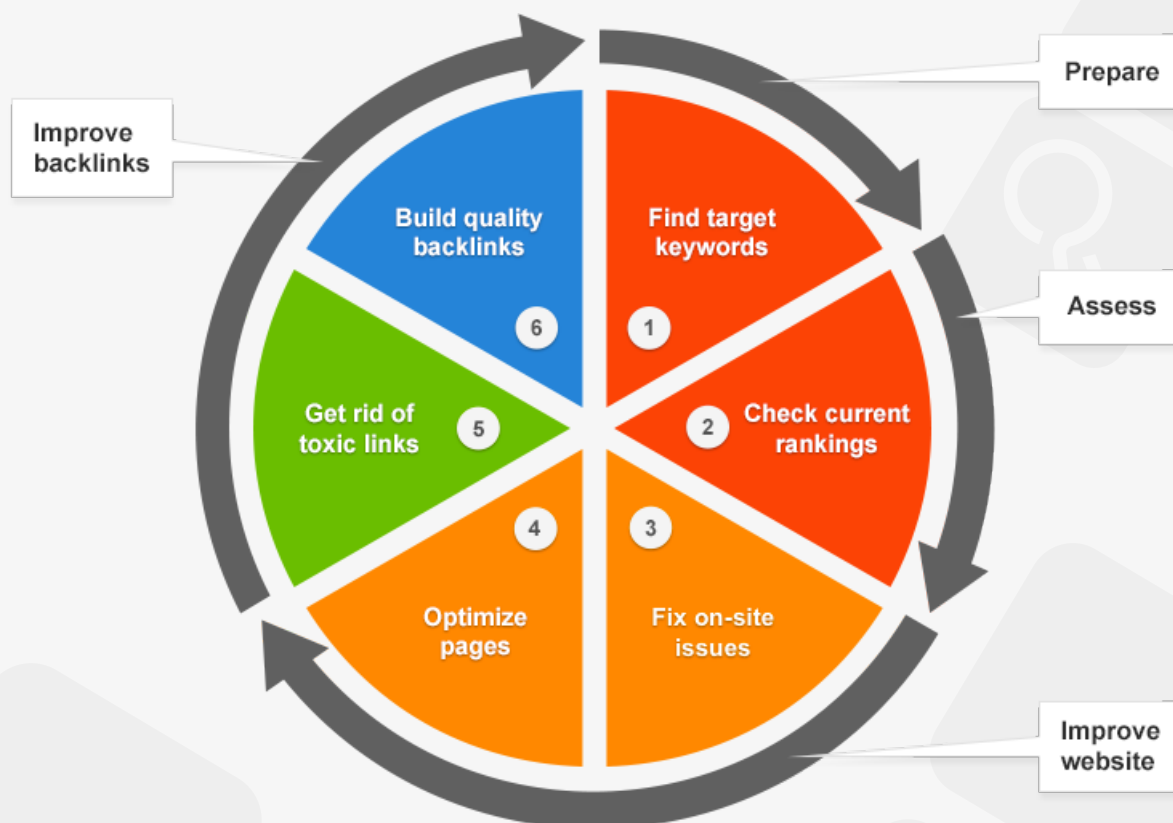 Prepare
Assess
Improve
website
Improve
backlinks
Find target
keywords
1
Check current
rankings
2
Fix on-site
issues
3
Optimize
pages
4
Get rid of
toxic links
5
Build quality
backlinks
6